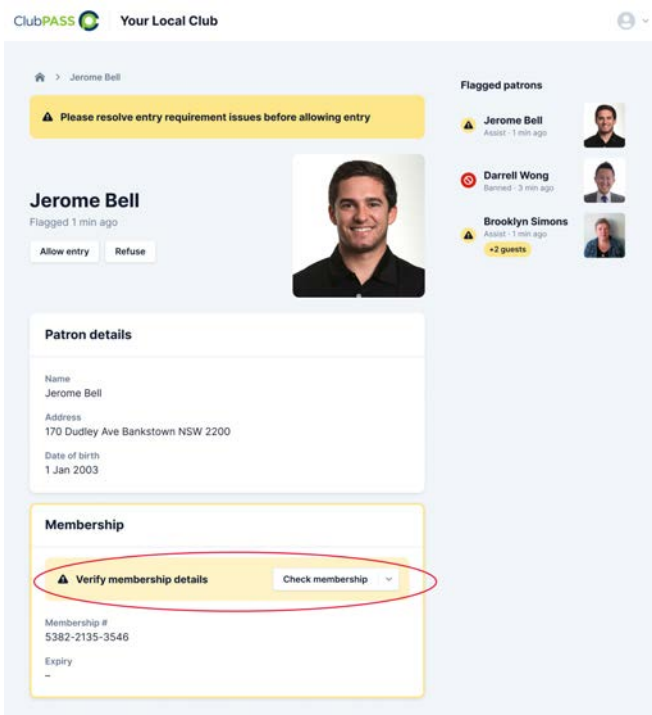 ClubPASS Your Local Club
> Jerome Bell
Please resolve entry requirement issues before allowing entry
Jerome Bell
Flagged 1 min ago
Allow entry Refuse
Patron details
Name
Jerome Bell
Address
170 Dudley Ave Bankstown NSW 2200
Date of birth
1 Jan 2003
Membership
Verify membership details Check membership
Membership #
5382-2135-3546
Expiry
–
Flagged patrons
Jerome Bell
Assist · 1 min ago
Darrell Wong
Banned · 3 min ago
Brooklyn Simons
Assist · 1 min ago
+2 guests